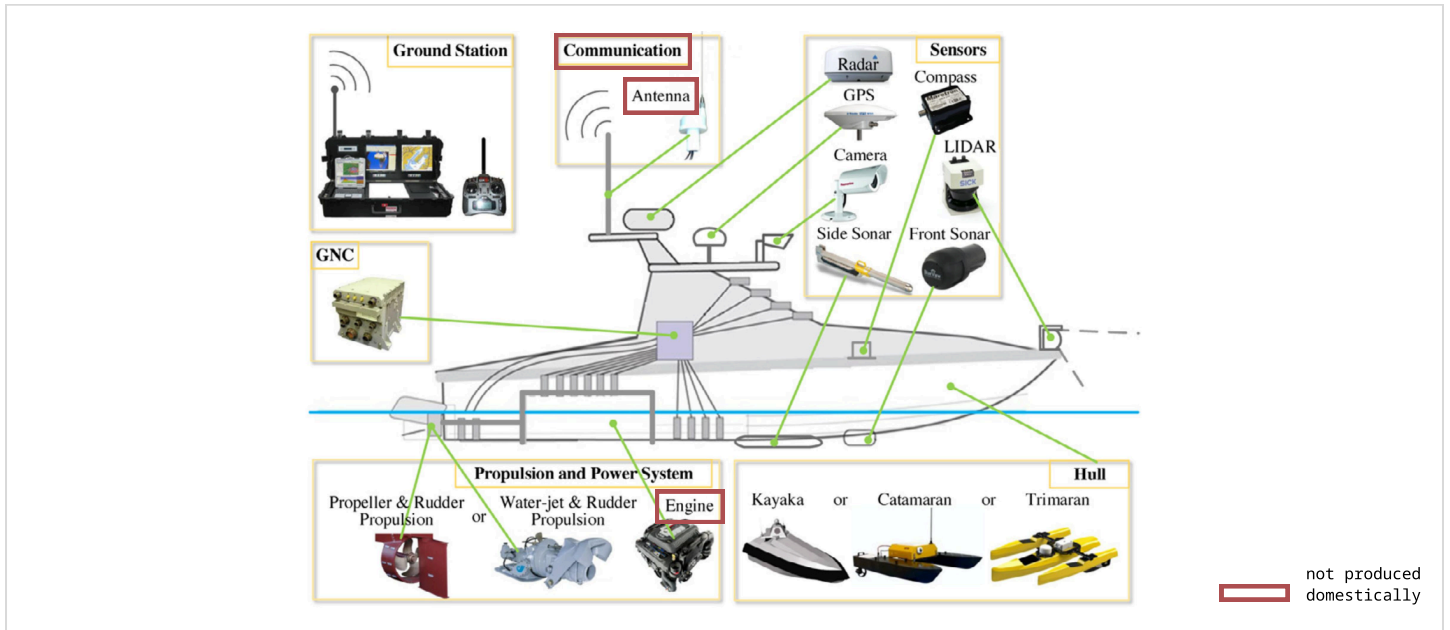 Ground Station
Communication
Antenna
Sensors
Radar
Compass
GPS
Camera
LIDAR
SICK
Side Sonar
Front Sonar
GNC
Propulsion and Power System
Propeller & Rudder
Propulsion
or
Water-jet & Rudder
Propulsion
Engine
Hull
Kayaka
or
Catamaran
or
Trimaran
not produced
domestically